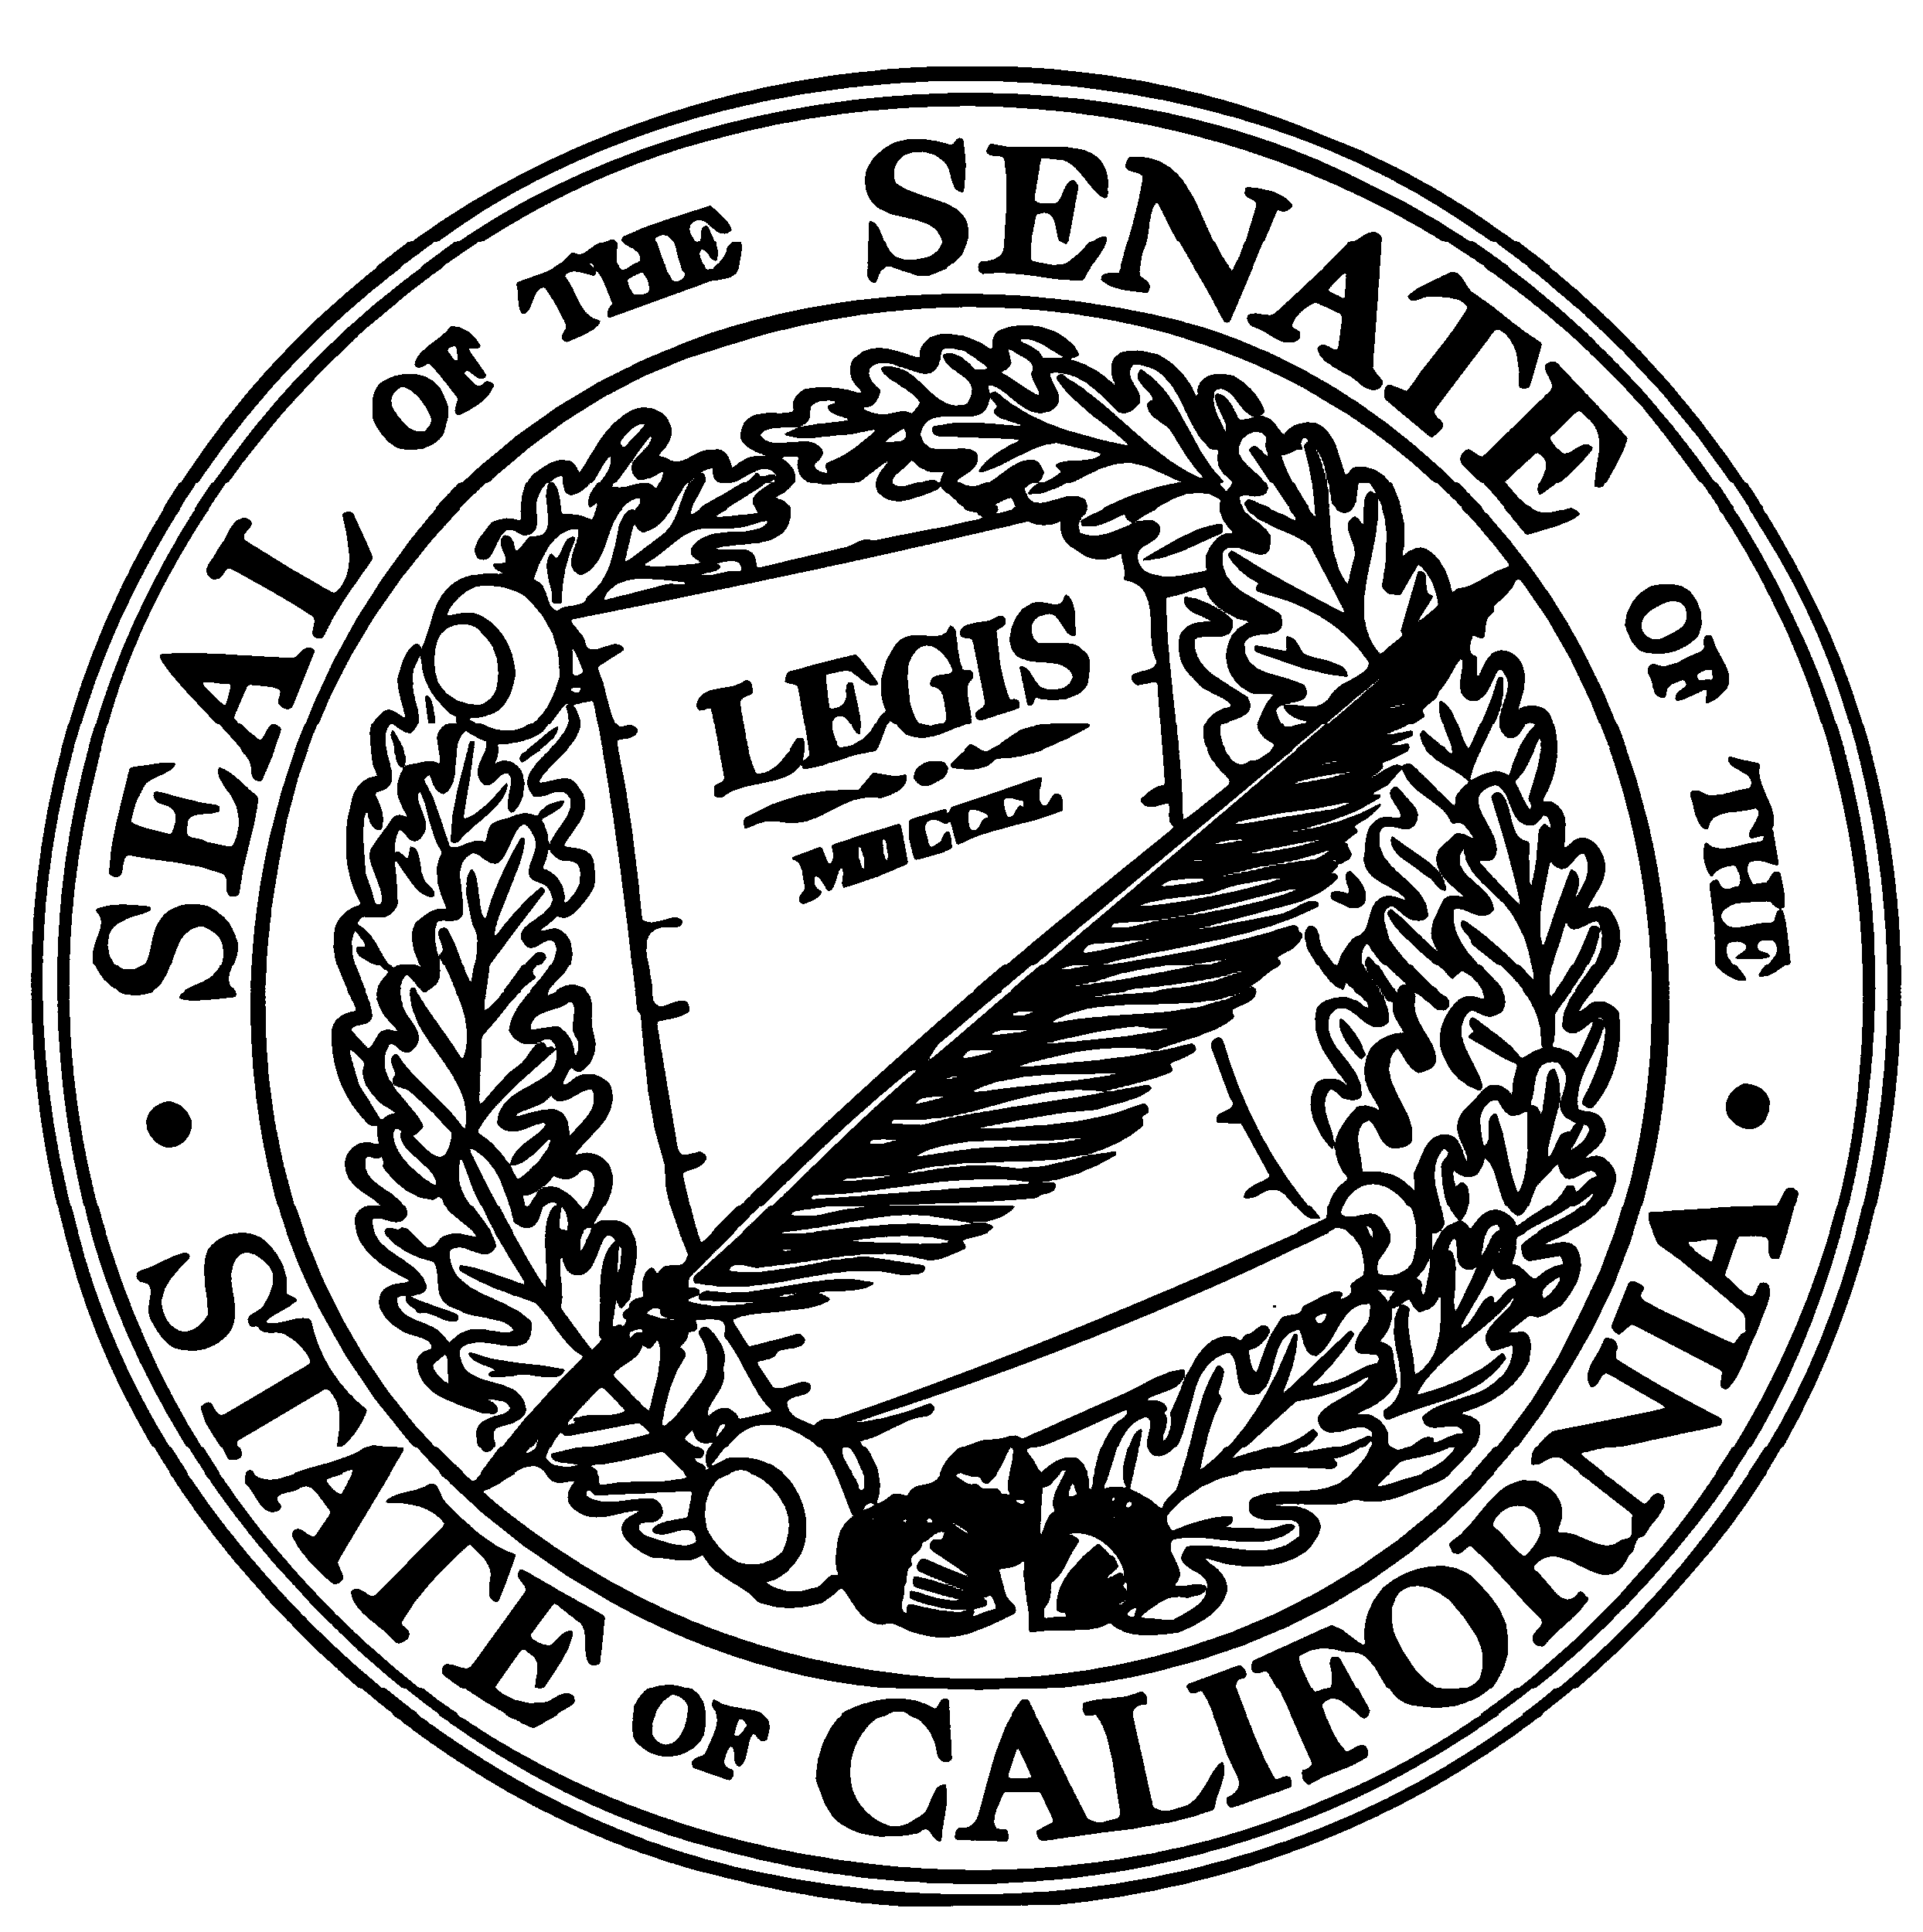 SEAL OF THE SENATE OF THE
STATE OF CALIFORNIA
LEGIS
MDCCCL